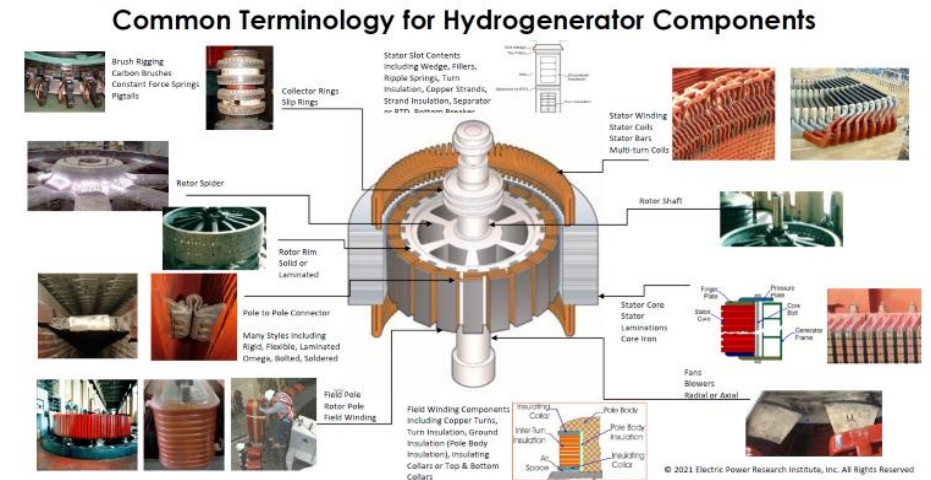 Common Terminology for Hydrogenerator Components
Brush Rigging
Carbon Brushes
Constant Force Springs
Pigtails
Collector Rings
Slip Rings
Stator Slot Contents
Including Wedge, Fillers,
Ripple Springs, Turn
Insulation, Copper Strands,
Strand Insulation, Separator
or RTD, Bottom Breaker
Stator Winding
Stator Coils
Stator Bars
Multi-turn Coils
Rotor Spider
Rotor Shaft
Rotor Rim
Solid or
Laminated
Pole to Pole Connector
Many Styles Including
Rigid, Flexible, Laminated
Omega, Bolted, Soldered
Stator Core
Stator
Laminations
Core Iron
Finger
Plate
Pressure
Plate
Stator
Core
Core
Bolt
Generator
Frame
Fans
Blowers
Radial or Axial
Field Pole
Rotor Pole
Field Winding
Field Winding Components
Including Copper Turns,
Turn Insulation, Ground
Insulation (Pole Body
Insulation), Insulating
Collars or Top & Bottom
Collars
Insulating
Collar
Pole Body
Inter-Turn
Insulation
Pole Body
Insulation
Air
Space
Insulating
Collar
© 2021 Electric Power Research Institute, Inc. All Rights Reserved